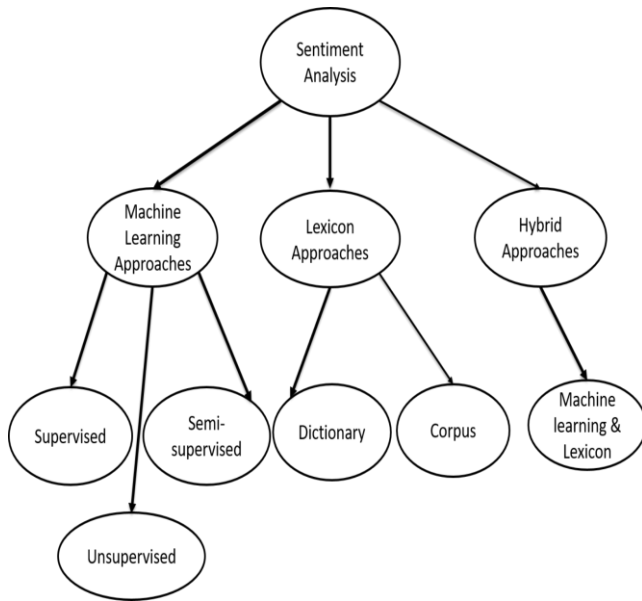 Sentiment
Analysis
Machine
Learning
Approaches
Lexicon
Approaches
Hybrid
Approaches
Supervised
Semi-
supervised
Dictionary
Corpus
Machine
learning &
Lexicon
Unsupervised